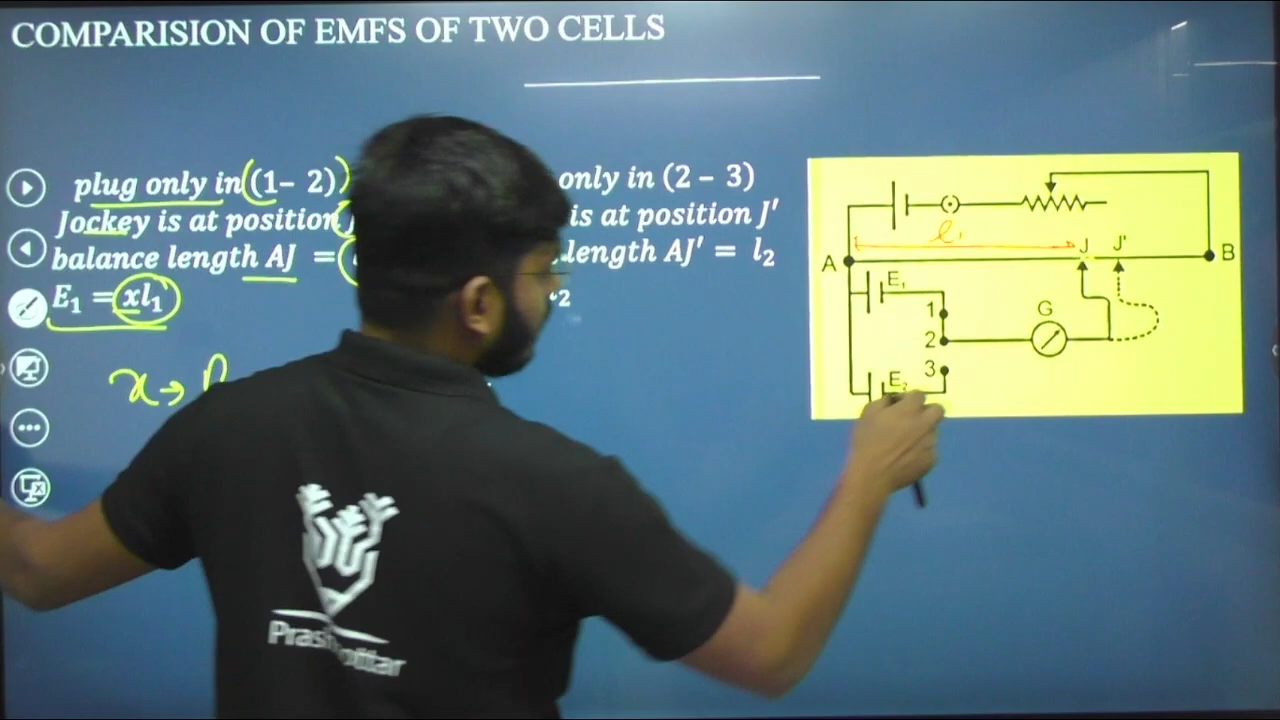 COMPARISION OF EMFS OF TWO CELLS
plug only in (1– 2)
Jockey is at position
balance length AJ =
E₁ = xl₁
x →
only in (2 – 3)
is at position J′
length AJ′ = l₂
2
l₁
A
J
J'
B
E₁
1
G
2
3
E₂